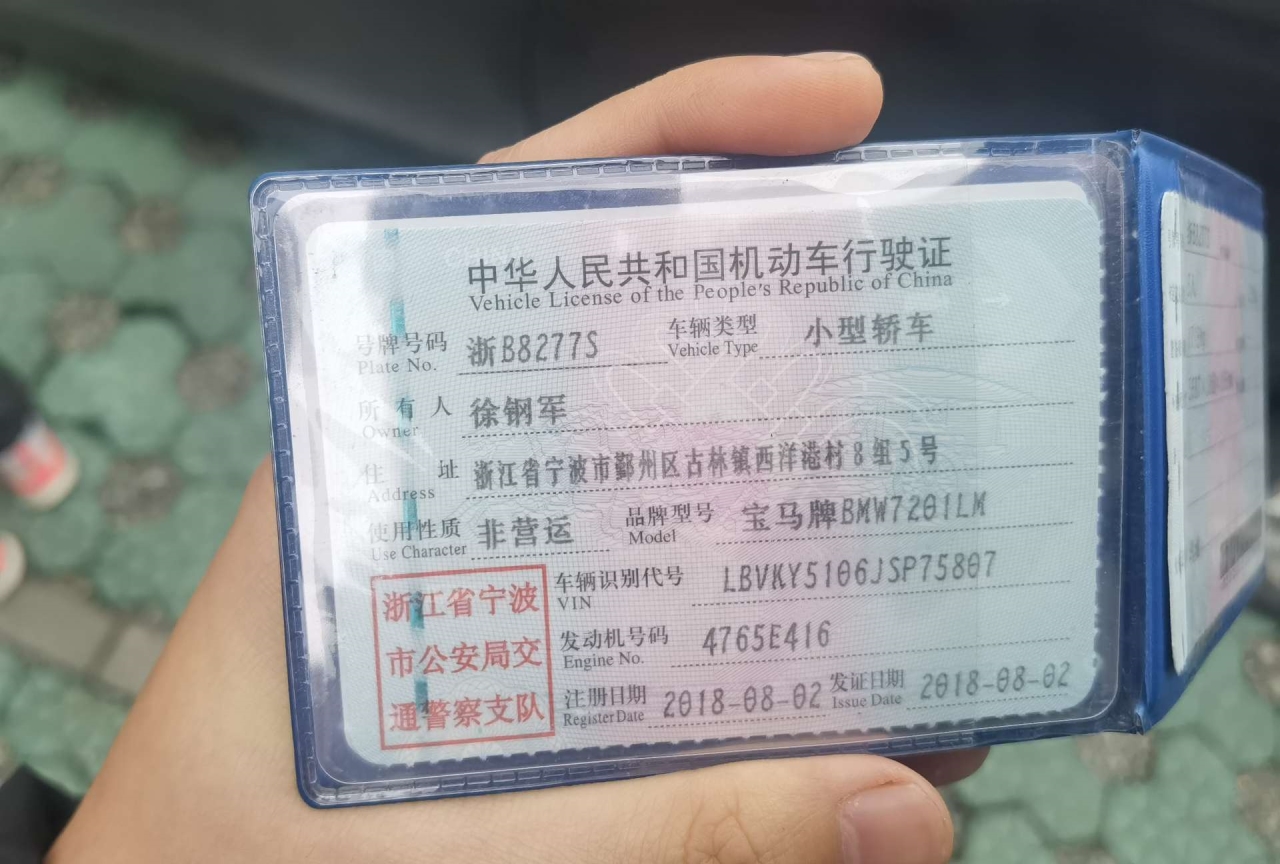 中华人民共和国机动车行驶证
Vehicle License of the People's Republic of China
号牌号码 浙B8277S 车辆类型 小型轿车
Plate No. Vehicle Type
所有人 徐钢军
Owner
住址 浙江省宁波市鄞州区古林镇西洋港村8组5号
Address
使用性质 非营运 品牌型号 宝马牌BMW7201LM
Use Character Model
浙江省宁波
市公安局交
通警察支队
车辆识别代号 LBVKY5106JSP75807
VIN
发动机号码 4765E416
Engine No.
注册日期 2018-08-02 发证日期 2018-08-02
Register Date Issue Date